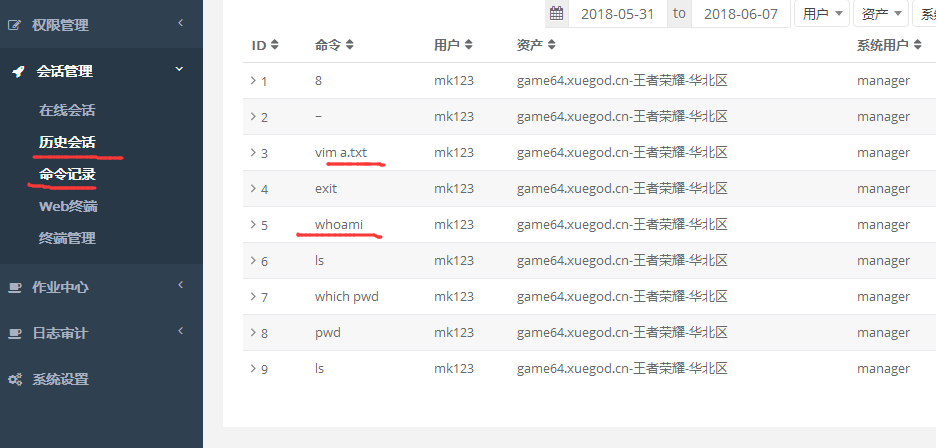 权限管理
会话管理
在线会话
历史会话
命令记录
Web终端
终端管理
作业中心
日志审计
系统设置
2018-05-31 to 2018-06-07 用户 资产
ID 命令 用户 资产 系统用户
1 8 mk123 game64.xuegod.cn-王者荣耀-华北区 manager
2 – mk123 game64.xuegod.cn-王者荣耀-华北区 manager
3 vim a.txt mk123 game64.xuegod.cn-王者荣耀-华北区 manager
4 exit mk123 game64.xuegod.cn-王者荣耀-华北区 manager
5 whoami mk123 game64.xuegod.cn-王者荣耀-华北区 manager
6 ls mk123 game64.xuegod.cn-王者荣耀-华北区 manager
7 which pwd mk123 game64.xuegod.cn-王者荣耀-华北区 manager
8 pwd mk123 game64.xuegod.cn-王者荣耀-华北区 manager
9 ls mk123 game64.xuegod.cn-王者荣耀-华北区 manager